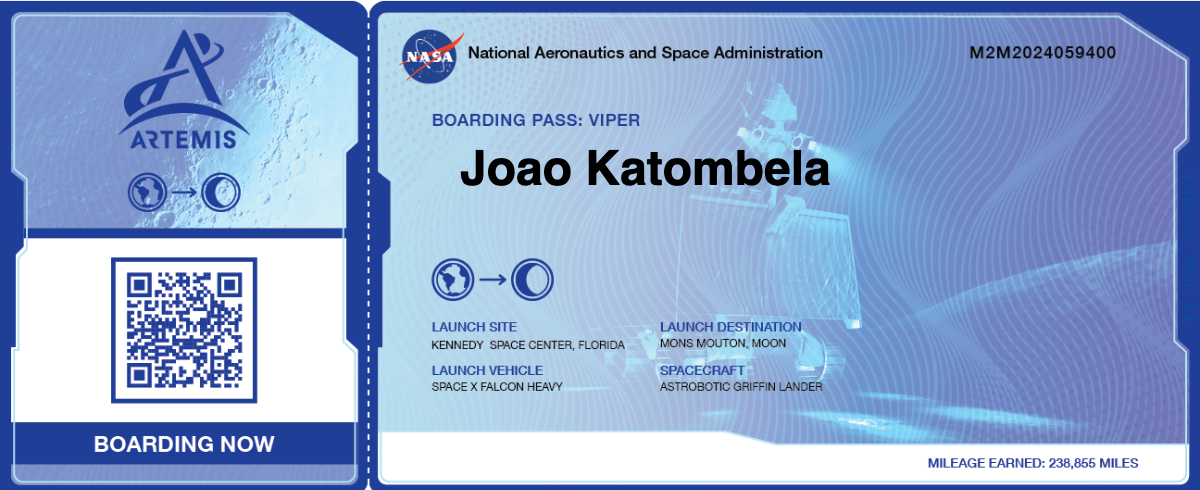 ARTEMIS
BOARDING NOW
NASA
National Aeronautics and Space Administration
M2M2024059400
BOARDING PASS: VIPER
Joao Katombela
LAUNCH SITE
KENNEDY SPACE CENTER, FLORIDA
LAUNCH DESTINATION
MONS MOUTON, MOON
LAUNCH VEHICLE
SPACE X FALCON HEAVY
SPACECRAFT
ASTROBOTIC GRIFFIN LANDER
MILEAGE EARNED: 238,855 MILES